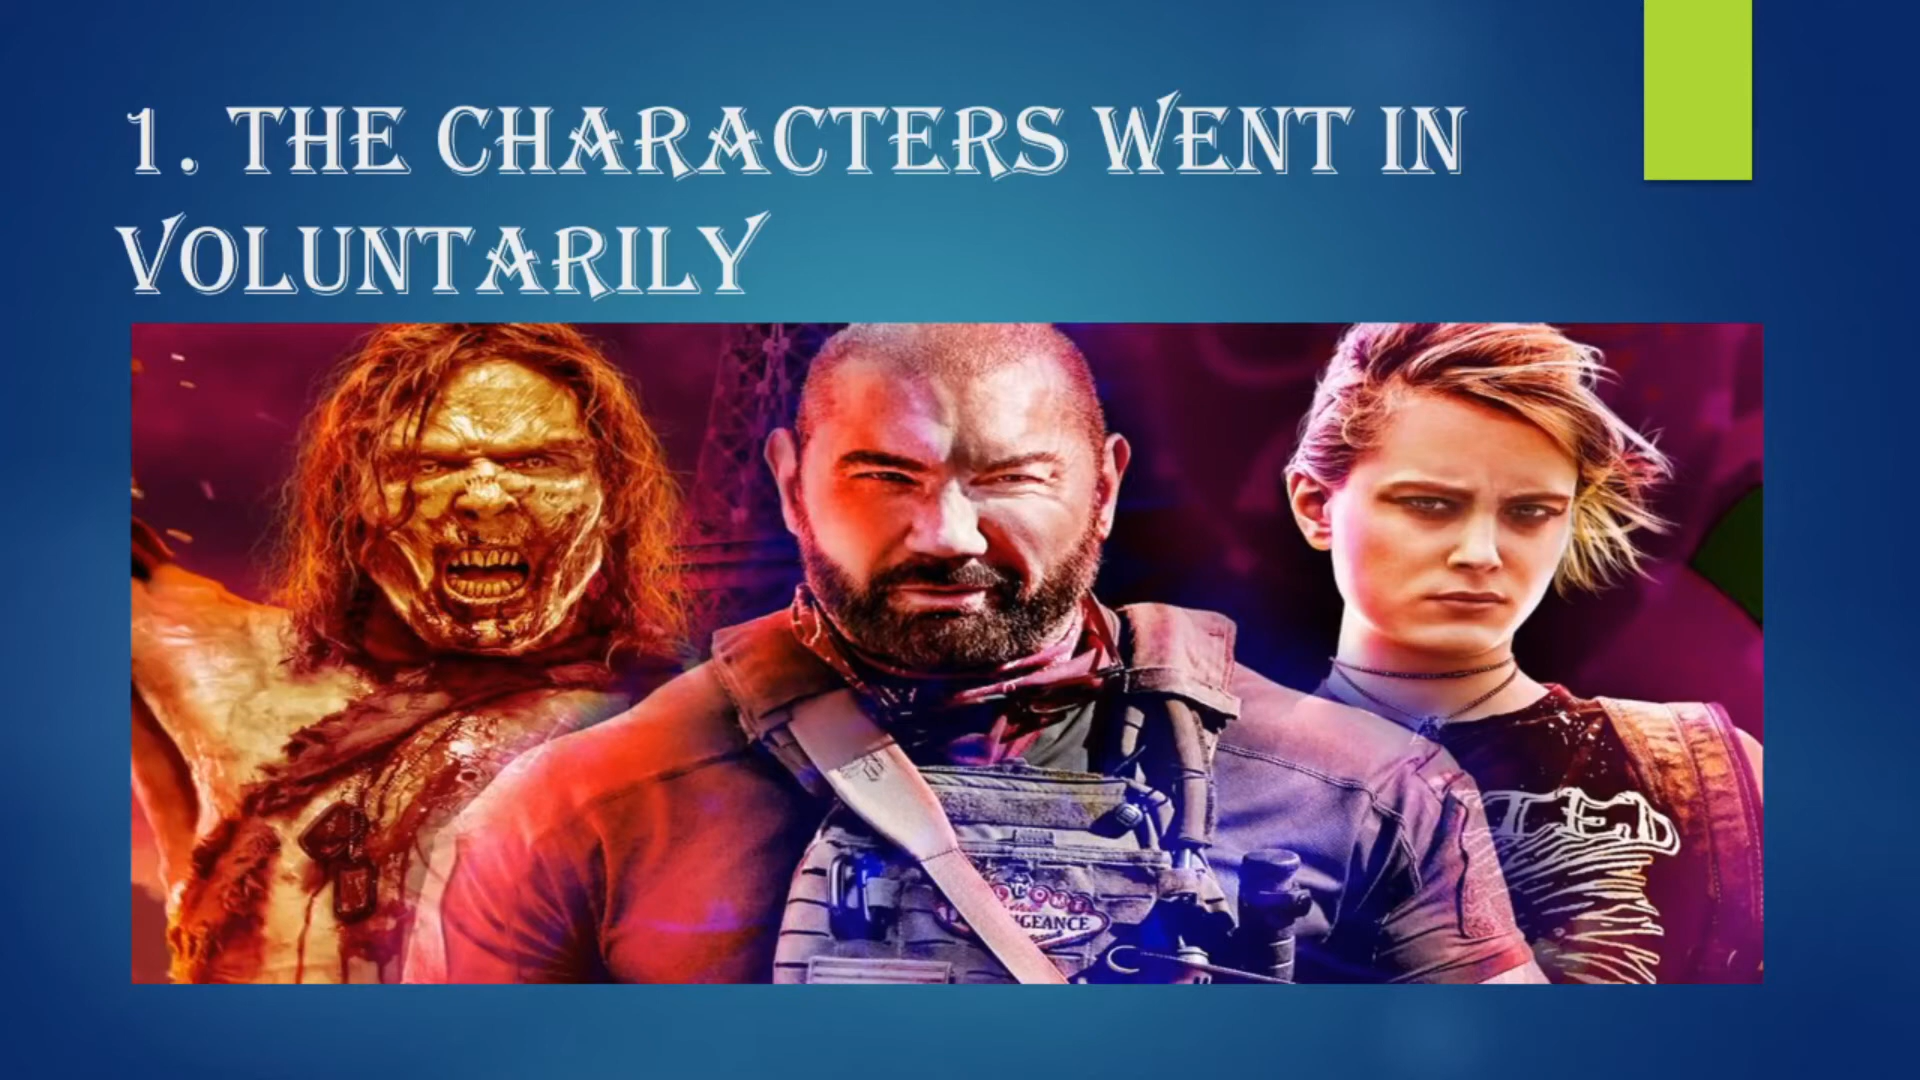 1. THE CHARACTERS WENT IN
VOLUNTARILY